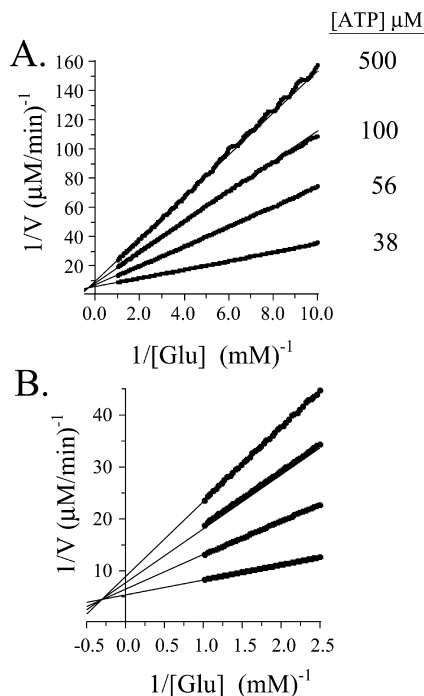 [ATP] µM
A.
500
100
56
38
160
140
120
100
80
60
40
20
1/V (µM/min)⁻¹
0.0 2.0 4.0 6.0 8.0 10.0
1/[Glu] (mM)⁻¹
B.
40
30
20
10
1/V (µM/min)⁻¹
-0.5 0.0 0.5 1.0 1.5 2.0 2.5
1/[Glu] (mM)⁻¹